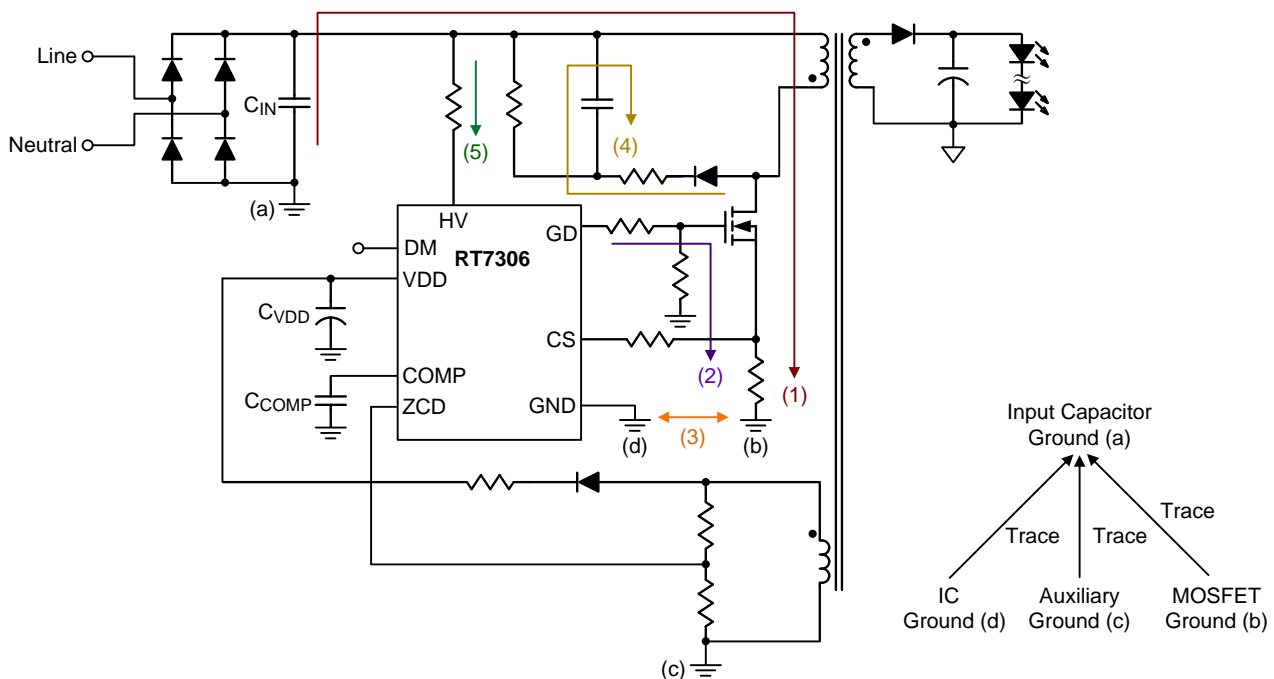 Line
Neutral
CIN
(a)
(5)
(4)
HV
DM
VDD
RT7306
GD
CVDD
CS
COMP
CCOMP
ZCD
GND
(2)
(1)
(d)
(3)
(b)
(c)
Input Capacitor
Ground (a)
Trace
Trace
Trace
IC
Ground (d)
Auxiliary
Ground (c)
MOSFET
Ground (b)